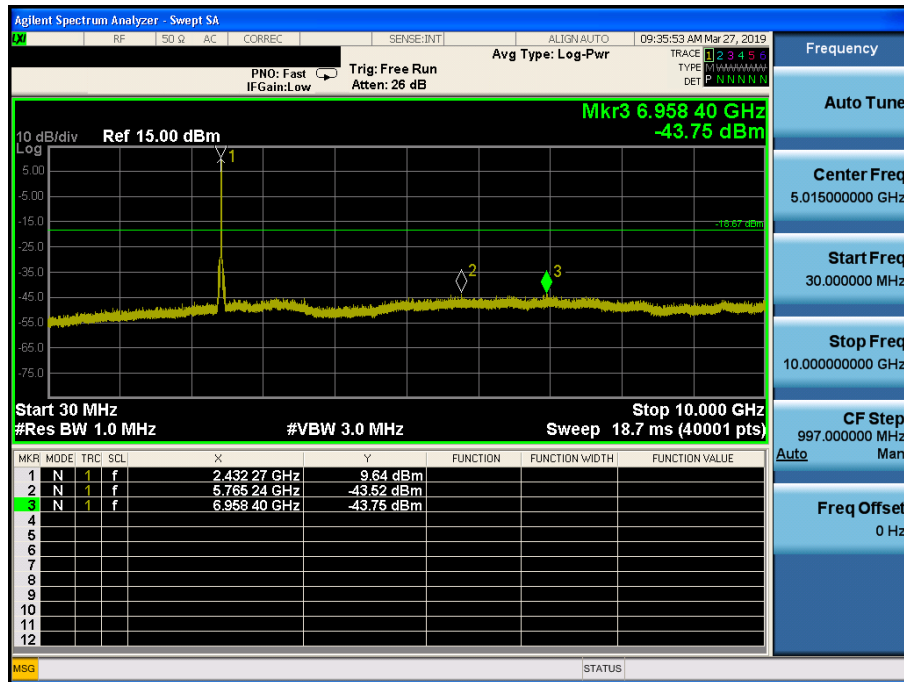 Agilent Spectrum Analyzer - Swept SA
LXI RF 50 Ω AC CORREC SENSE:INT ALIGN AUTO 09:35:53 AM Mar 27, 2019
Frequency
Avg Type: Log-Pwr
TRACE 1 2 3 4 5 6
TYPE M WWWWW
DET P N N N N N
PNO: Fast
IFGain:Low
Trig: Free Run
Atten: 26 dB
Mkr3 6.958 40 GHz
-43.75 dBm
10 dB/div
Log
Ref 15.00 dBm
1
5.00
-5.00
-15.0
-18.67 dBm
-25.0
-35.0
2
3
-45.0
-55.0
-65.0
-75.0
Start 30 MHz
Stop 10.000 GHz
#Res BW 1.0 MHz
#VBW 3.0 MHz
Sweep 18.7 ms (40001 pts)
MKR MODE TRC SCL X Y FUNCTION FUNCTION WIDTH FUNCTION VALUE
1 N 1 f 2.432 27 GHz 9.64 dBm
2 N 1 f 5.765 24 GHz -43.52 dBm
3 N 1 f 6.958 40 GHz -43.75 dBm
4
5
6
7
8
9
10
11
12
MSG
STATUS
Auto Tune
Center Freq
5.015000000 GHz
Start Freq
30.000000 MHz
Stop Freq
10.000000000 GHz
CF Step
997.000000 MHz
Auto Man
Freq Offset
0 Hz